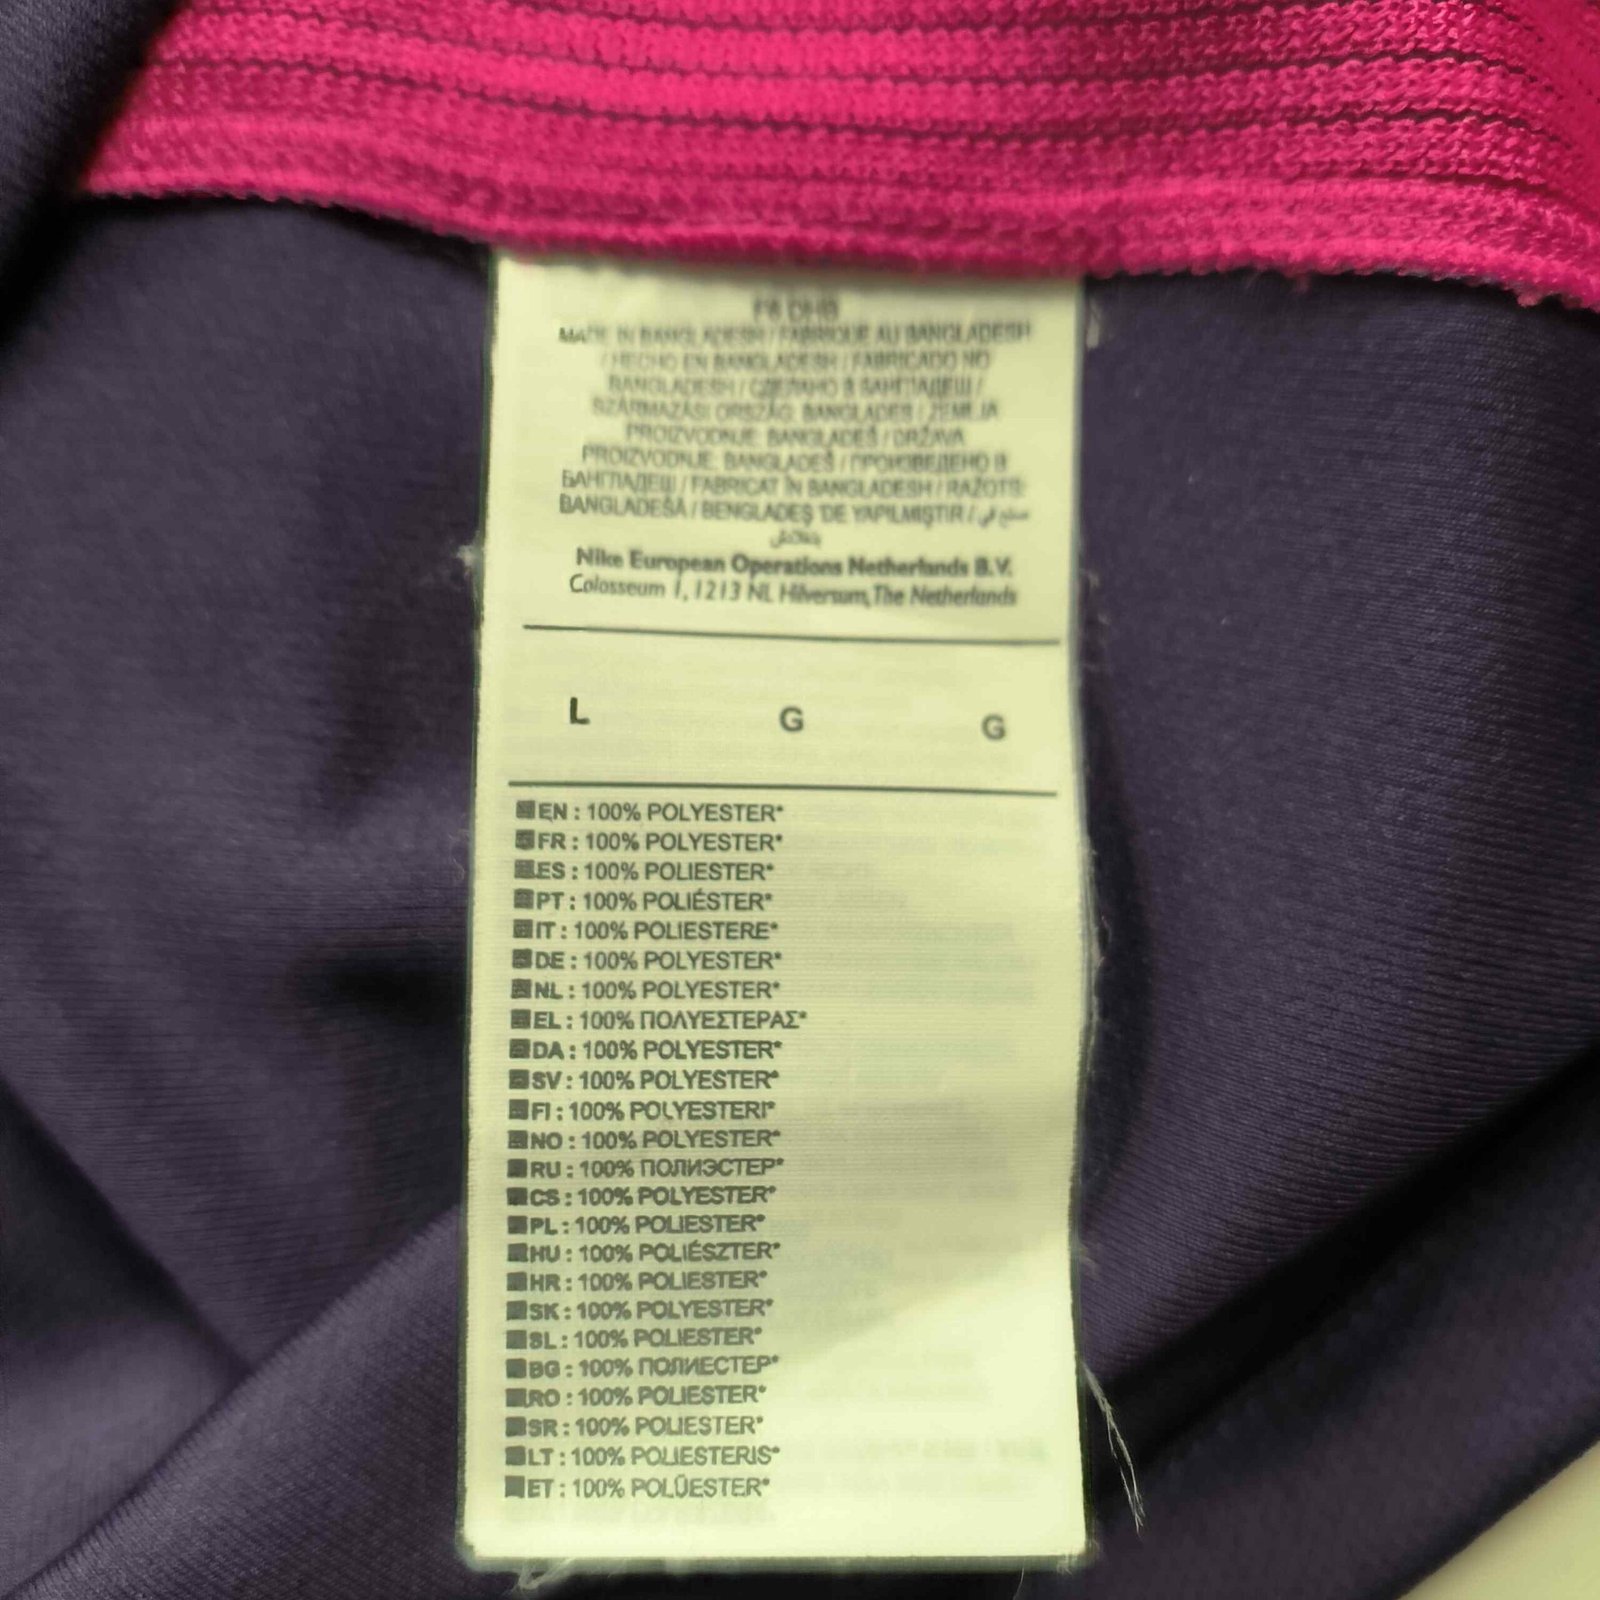 MADE IN BANGLADESH / FABRIQUE AU BANGLADESH
/ HECHO EN BANGLADESH / FABRICADO NO
BANGLADESH / СДЕЛАНО В БАНГЛАДЕШ /
SZÁRMAZÁSI ORSZÁG: BANGLADES / ZEMLJA
PROIZVODNJE: BANGLADEŠ / DRŽAVA
PROIZVODNJE: BANGLADEŠ / ПРОИЗВЕДЕНО В
БАНГЛАДЕШ / FABRICAT ÎN BANGLADESH / RAŽOTS:
BANGLADEŠĀ / BENGLADEŞ 'DE YAPILMIŞTIR / صنع في
بنغلادش
Nike European Operations Netherlands B.V.
Colosseum 1, 1213 NL Hilversum, The Netherlands
L G G
EN : 100% POLYESTER*
FR : 100% POLYESTER*
ES : 100% POLIESTER*
PT : 100% POLIÉSTER*
IT : 100% POLIESTERE*
DE : 100% POLYESTER*
NL : 100% POLYESTER*
EL : 100% ΠΟΛΥΕΣΤΕΡΑΣ*
DA : 100% POLYESTER*
SV : 100% POLYESTER*
FI : 100% POLYESTERI*
NO : 100% POLYESTER*
RU : 100% ПОЛИЭСТЕР*
CS : 100% POLYESTER*
PL : 100% POLIESTER*
HU : 100% POLIÉSZTER*
HR : 100% POLIESTER*
SK : 100% POLYESTER*
SL : 100% POLIESTER*
BG : 100% ПОЛИЕСТЕР*
RO : 100% POLIESTER*
SR : 100% POLIESTER*
LT : 100% POLIESTERIS*
ET : 100% POLÜESTER*